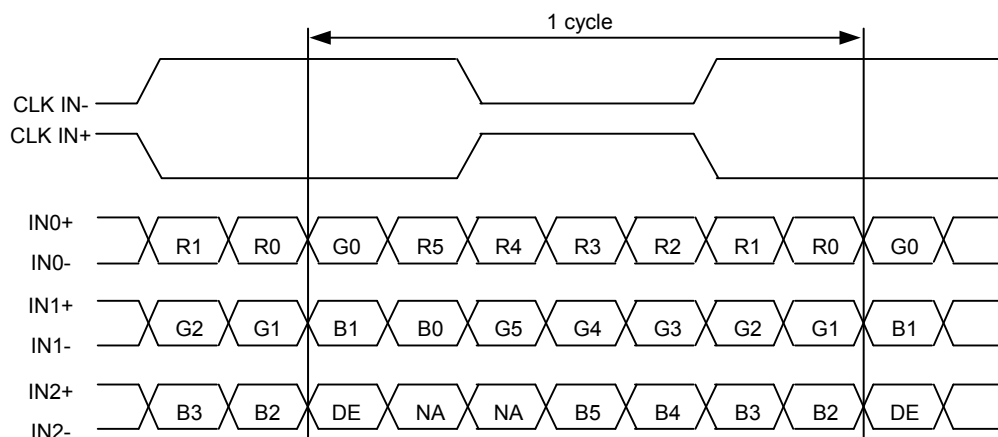 1 cycle
CLK IN-
CLK IN+
IN0+
R1 R0 G0 R5 R4 R3 R2 R1 R0 G0
IN0-
IN1+
G2 G1 B1 B0 G5 G4 G3 G2 G1 B1
IN1-
IN2+
B3 B2 DE NA NA B5 B4 B3 B2 DE
IN2-